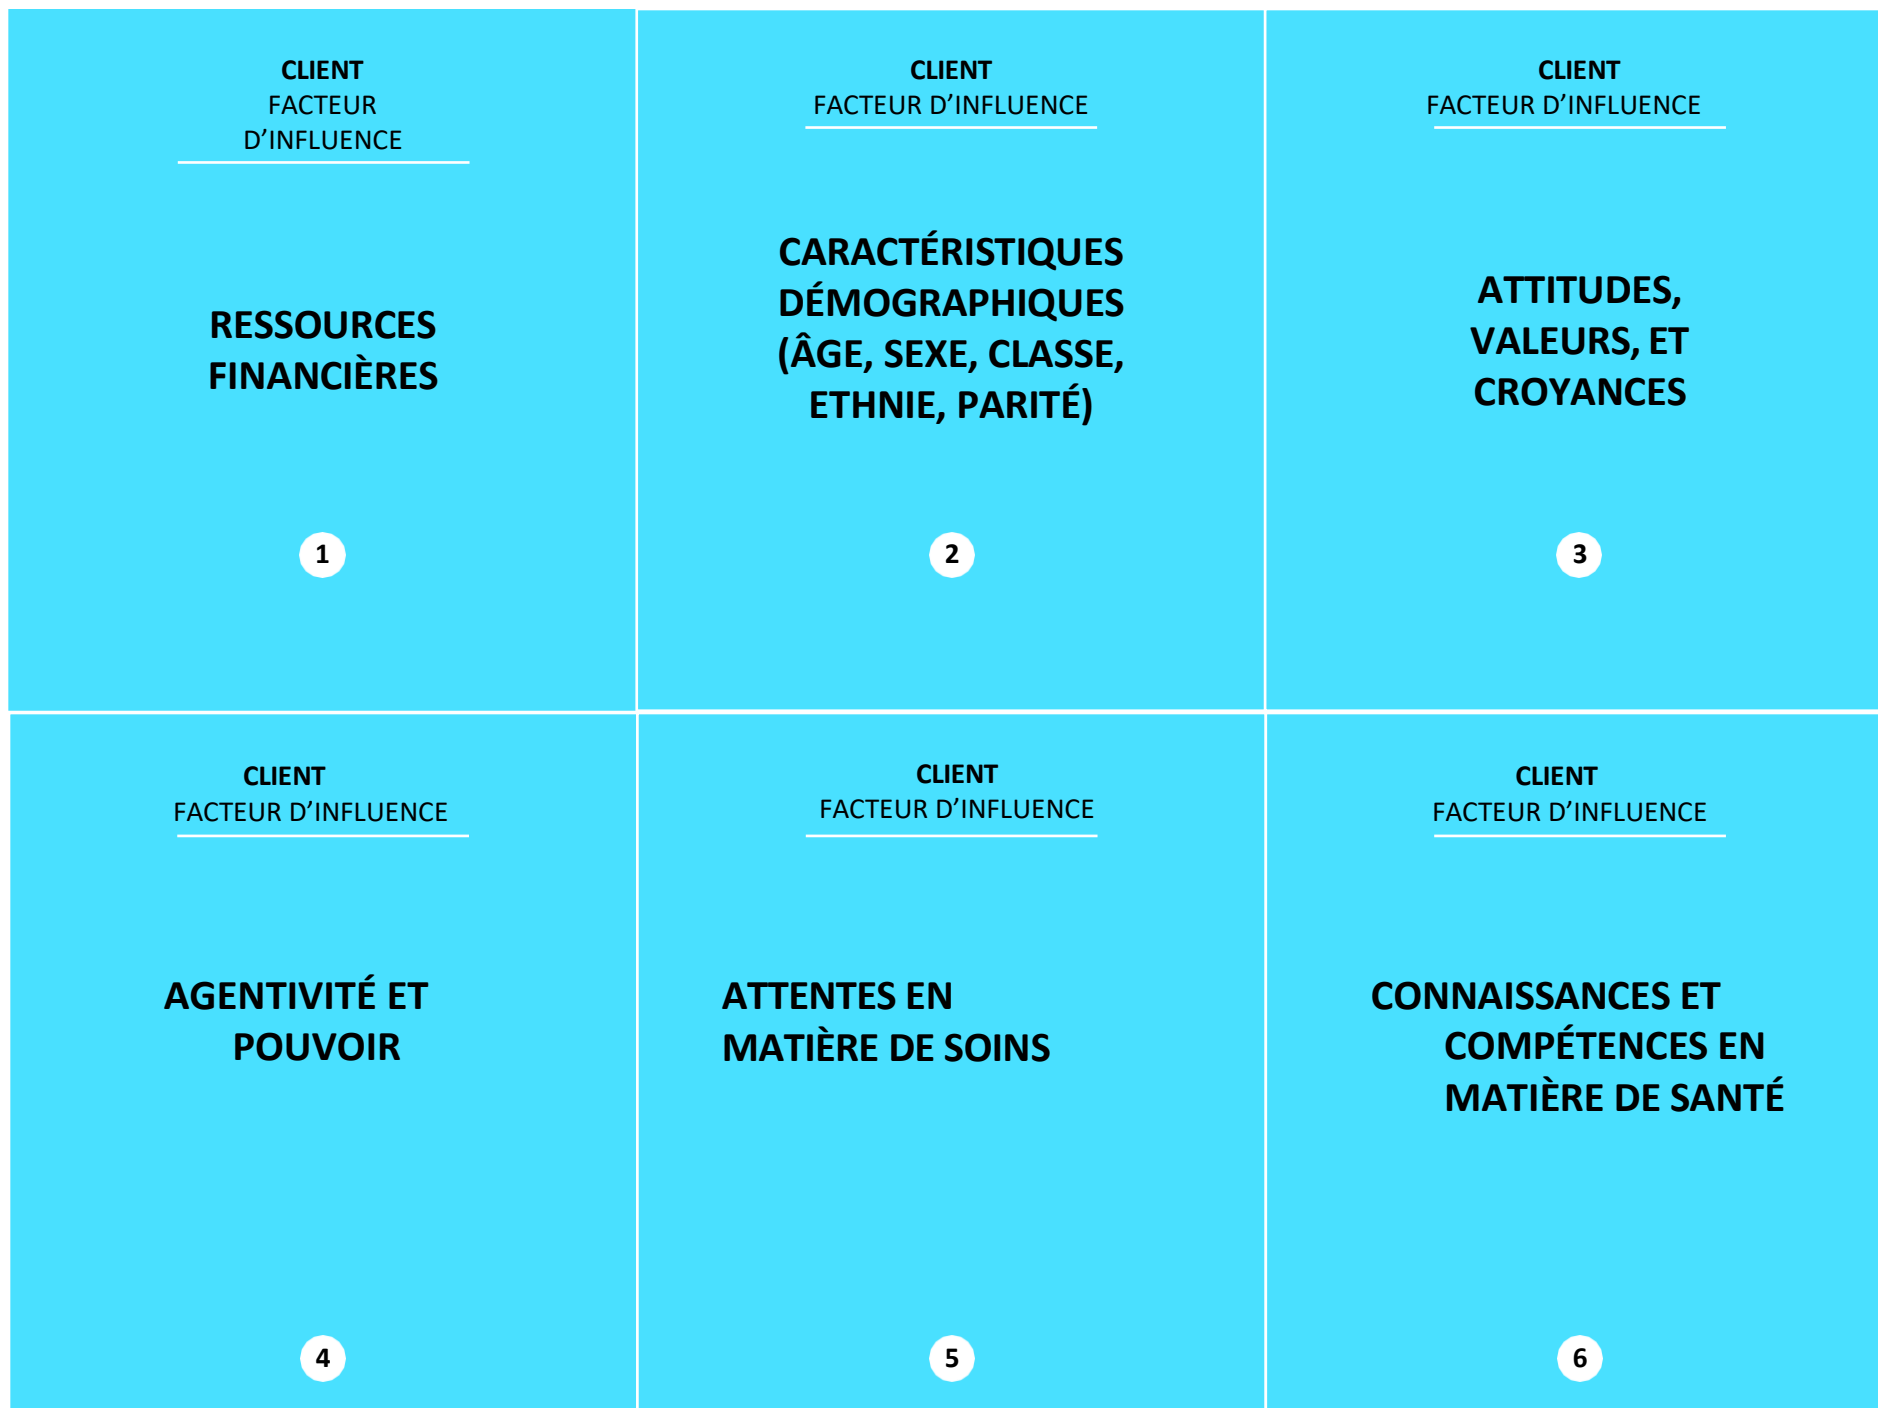 CLIENT
FACTEUR
D’INFLUENCE
RESSOURCES
FINANCIÈRES
1
CLIENT
FACTEUR D’INFLUENCE
CARACTÉRISTIQUES
DÉMOGRAPHIQUES
(ÂGE, SEXE, CLASSE,
ETHNIE, PARITÉ)
2
CLIENT
FACTEUR D’INFLUENCE
ATTITUDES,
VALEURS, ET
CROYANCES
3
CLIENT
FACTEUR D’INFLUENCE
AGENTIVITÉ ET
POUVOIR
4
CLIENT
FACTEUR D’INFLUENCE
ATTENTES EN
MATIÈRE DE SOINS
5
CLIENT
FACTEUR D’INFLUENCE
CONNAISSANCES ET
COMPÉTENCES EN
MATIÈRE DE SANTÉ
6